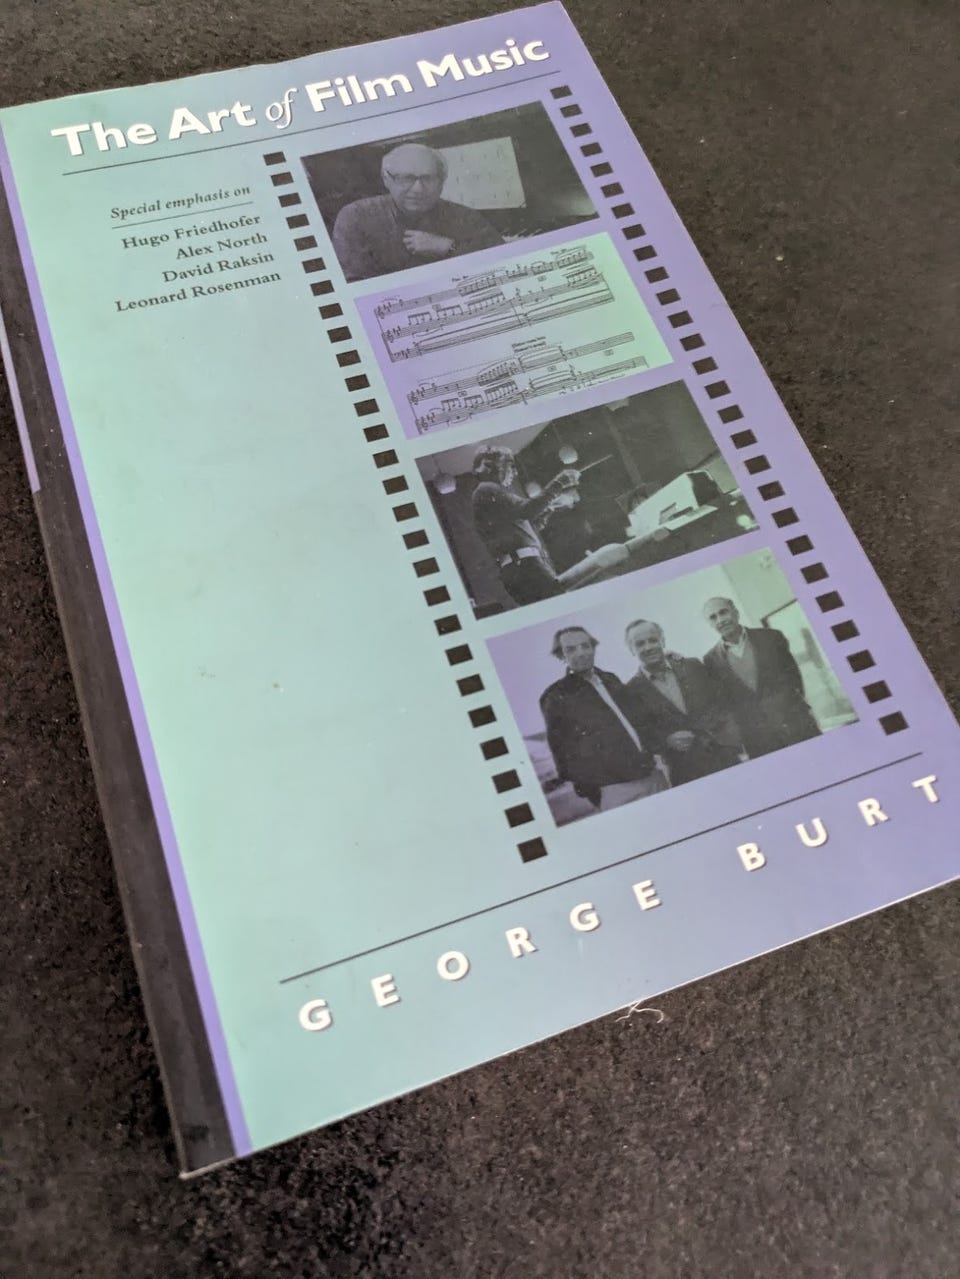 The Art of Film Music
Special emphasis on
Hugo Friedhofer
Alex North
David Raksin
Leonard Rosenman
GEORGE BURT